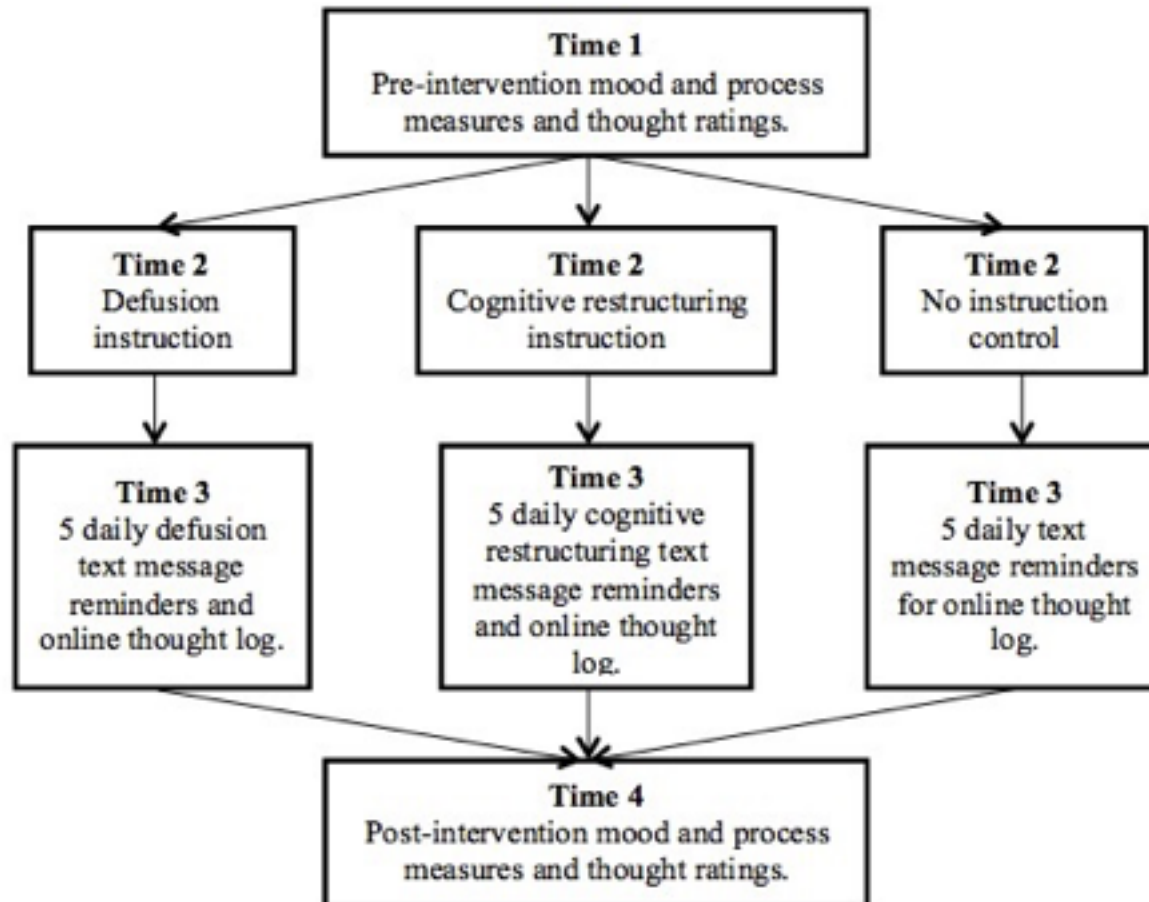 Time 1
Pre-intervention mood and process
measures and thought ratings.
Time 2
Defusion
instruction
Time 2
Cognitive restructuring
instruction
Time 2
No instruction
control
Time 3
5 daily defusion
text message
reminders and
online thought log.
Time 3
5 daily cognitive
restructuring text
message reminders
and online thought
log.
Time 3
5 daily text
message reminders
for online thought
log.
Time 4
Post-intervention mood and process
measures and thought ratings.